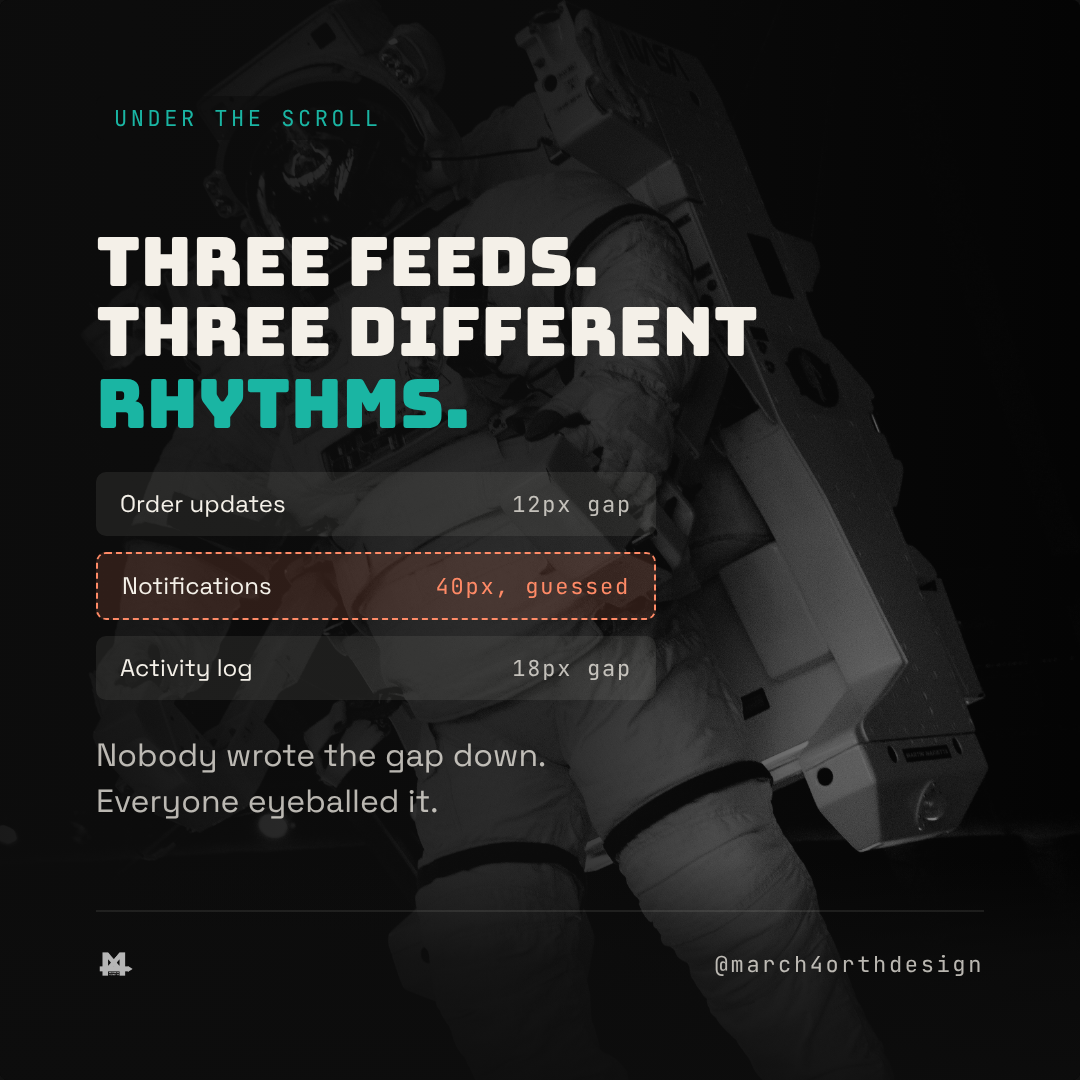 UNDER THE SCROLL
THREE FEEDS.
THREE DIFFERENT
RHYTHMS.
Order updates 12px gap
Notifications 40px, guessed
Activity log 18px gap
Nobody wrote the gap down.
Everyone eyeballed it.
@march4orthdesign